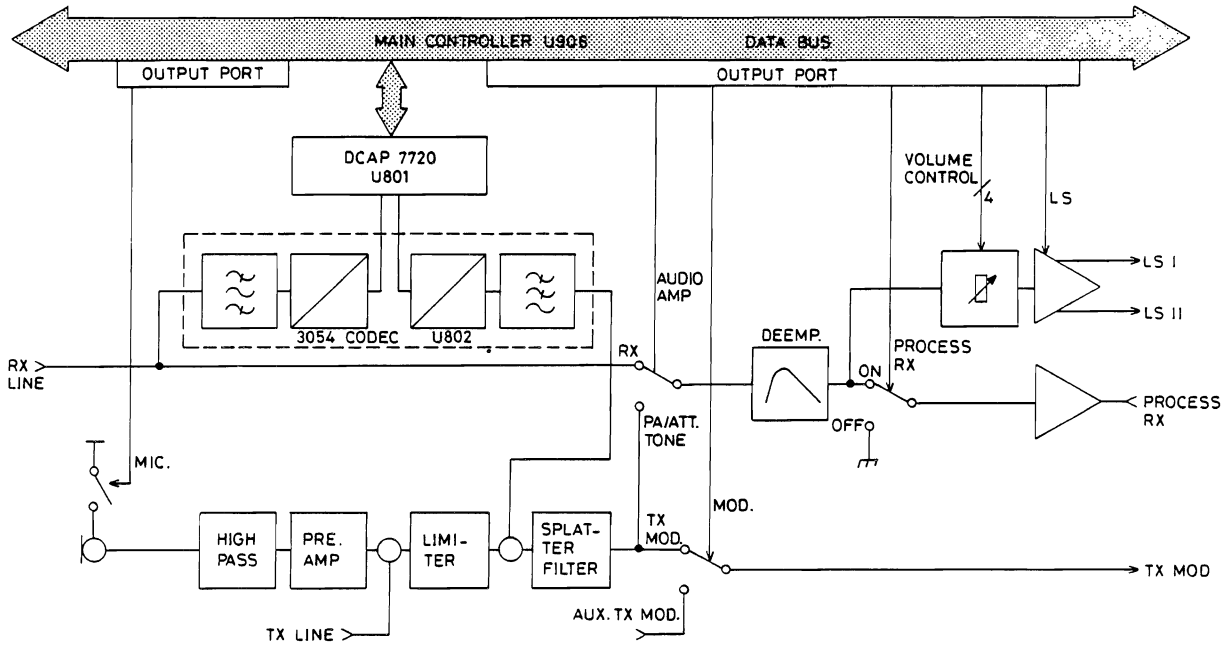 MAIN CONTROLLER U906 DATA BUS
OUTPUT PORT
OUTPUT PORT
DCAP 7720
U801
VOLUME
CONTROL
4
LS
AUDIO
AMP
LS I
LS II
3054 CODEC U802
DEEMP.
RX
LINE
RX
PROCESS
RX
ON
PA/ATT.
TONE
OFF
PROCESS
RX
MIC.
MOD.
HIGH
PASS
PRE.
AMP
LIMI-
TER
SPLAT-
TER
FILTER
TX
MOD.
TX MOD
AUX. TX MOD.
TX LINE